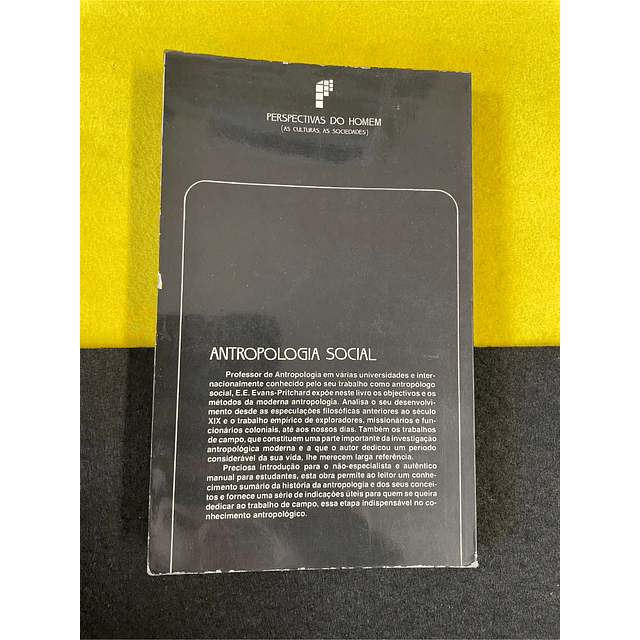 PERSPECTIVAS DO HOMEM
(AS CULTURAS, AS SOCIEDADES)
ANTROPOLOGIA SOCIAL
Professor de Antropologia em várias universidades e inter-
nacionalmente conhecido pelo seu trabalho como antropólogo
social, E.E. Evans-Pritchard expõe neste livro os objectivos e os
métodos da moderna antropologia. Analisa o seu desenvolvi-
mento desde as especulações filosóficas anteriores ao século
XIX e o trabalho empírico de exploradores, missionários e fun-
cionários coloniais, até aos nossos dias. Também os trabalhos
de campo, que constituem uma parte importante da investigação
antropológica moderna e a que o autor dedicou um período
considerável da sua vida, lhe merecem larga referência.
Preciosa introdução para o não-especialista e autêntico
manual para estudantes, esta obra permite ao leitor um conhe-
cimento sumário da história da antropologia e dos seus concei-
tos e fornece uma série de indicações úteis para quem se queira
dedicar ao trabalho de campo, essa etapa indispensável no co-
nhecimento antropológico.